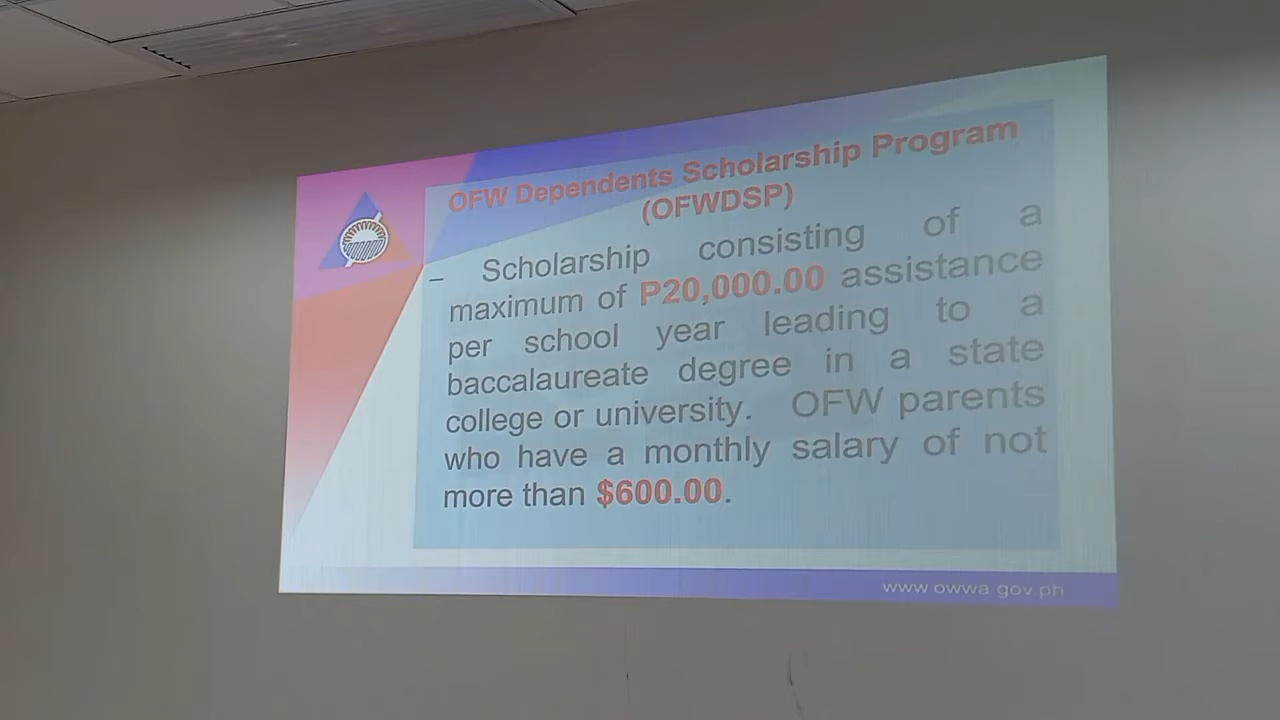 OFW Dependents Scholarship Program
(OFWDSP)
– Scholarship consisting of a
maximum of P20,000.00 assistance
per school year leading to a
baccalaureate degree in a state
college or university. OFW parents
who have a monthly salary of not
more than $600.00.
www.owwa.gov.ph